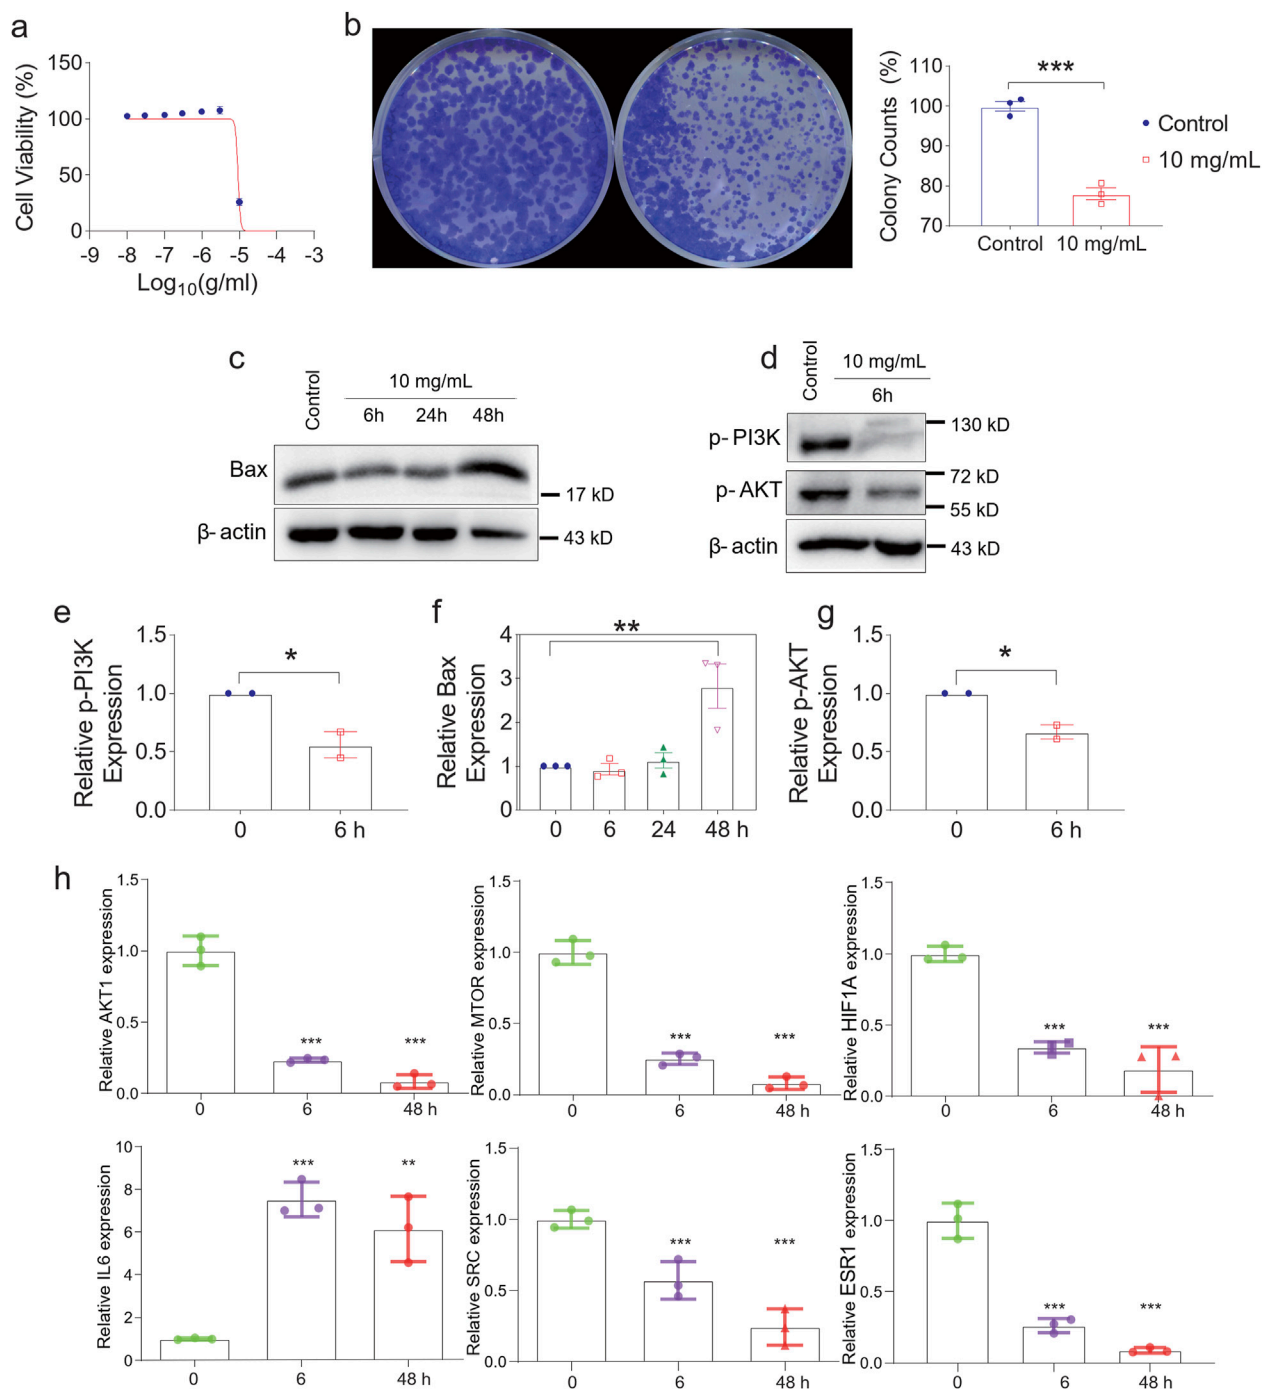 a
150
100
50
0
Cell Viability (%)
-9 -8 -7 -6 -5 -4 -3
Log10(g/ml)
b
110
100
90
80
70
Colony Counts (%)
***
Control 10 mg/mL
Control
10 mg/mL
c
Control
10 mg/mL
6h 24h 48h
Bax
17 kD
β- actin
43 kD
d
Control
10 mg/mL
6h
p- PI3K
130 kD
p- AKT
72 kD
55 kD
β- actin
43 kD
e
Relative p-PI3K
Expression
1.5
1.0
0.5
0.0
*
0 6 h
f
Relative Bax
Expression
4
3
2
1
0
**
0 6 24 48 h
g
Relative p-AKT
Expression
1.5
1.0
0.5
0.0
*
0 6 h
h
Relative AKT1 expression
1.5
1.0
0.5
0.0
*** ***
0 6 48 h
Relative MTOR expression
1.5
1.0
0.5
0.0
*** ***
0 6 48 h
Relative HIF1A expression
1.5
1.0
0.5
0.0
*** ***
0 6 48 h
Relative IL6 expression
10
8
6
4
2
0
*** **
0 6 48 h
Relative SRC expression
1.5
1.0
0.5
0.0
*** ***
0 6 48 h
Relative ESR1 expression
1.5
1.0
0.5
0.0
*** ***
0 6 48 h